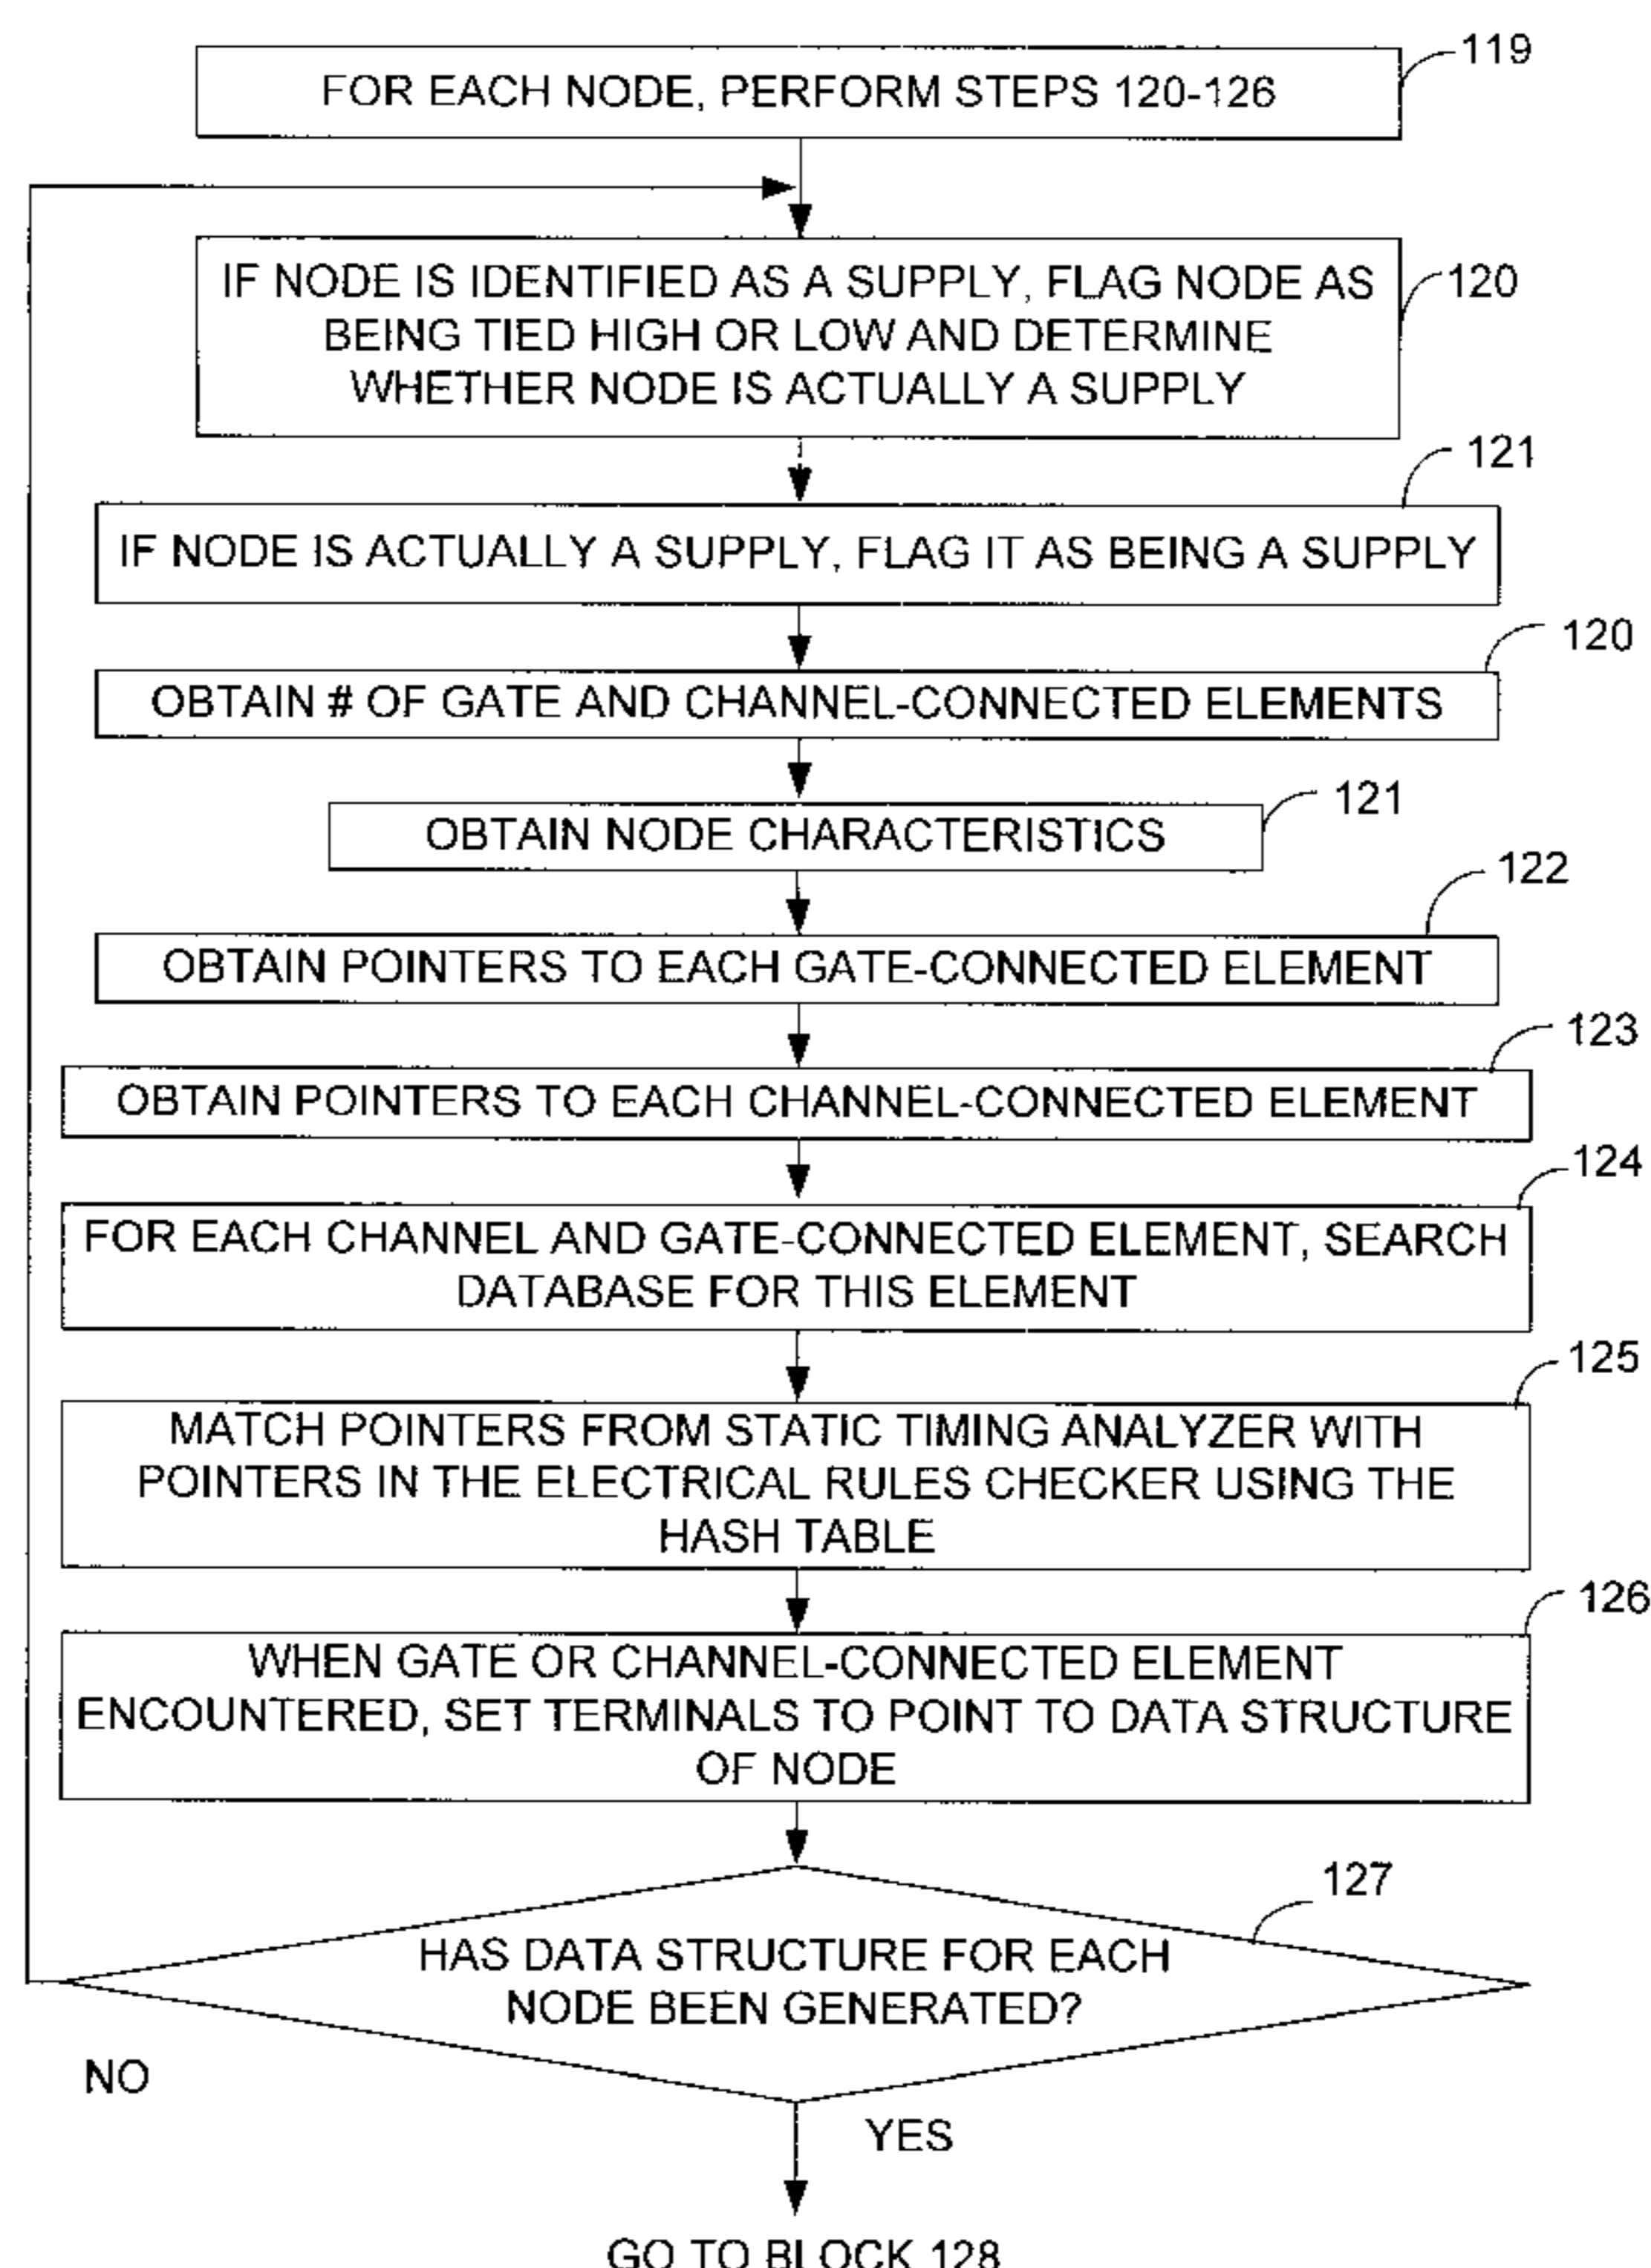 119
FOR EACH NODE, PERFORM STEPS 120-126
IF NODE IS IDENTIFIED AS A SUPPLY, FLAG NODE AS
BEING TIED HIGH OR LOW AND DETERMINE
WHETHER NODE IS ACTUALLY A SUPPLY
120
121
IF NODE IS ACTUALLY A SUPPLY, FLAG IT AS BEING A SUPPLY
120
OBTAIN # OF GATE AND CHANNEL-CONNECTED ELEMENTS
121
OBTAIN NODE CHARACTERISTICS
122
OBTAIN POINTERS TO EACH GATE-CONNECTED ELEMENT
123
OBTAIN POINTERS TO EACH CHANNEL-CONNECTED ELEMENT
124
FOR EACH CHANNEL AND GATE-CONNECTED ELEMENT, SEARCH
DATABASE FOR THIS ELEMENT
125
MATCH POINTERS FROM STATIC TIMING ANALYZER WITH
POINTERS IN THE ELECTRICAL RULES CHECKER USING THE
HASH TABLE
126
WHEN GATE OR CHANNEL-CONNECTED ELEMENT
ENCOUNTERED, SET TERMINALS TO POINT TO DATA STRUCTURE
OF NODE
127
HAS DATA STRUCTURE FOR EACH
NODE BEEN GENERATED?
NO
YES
GO TO BLOCK 128